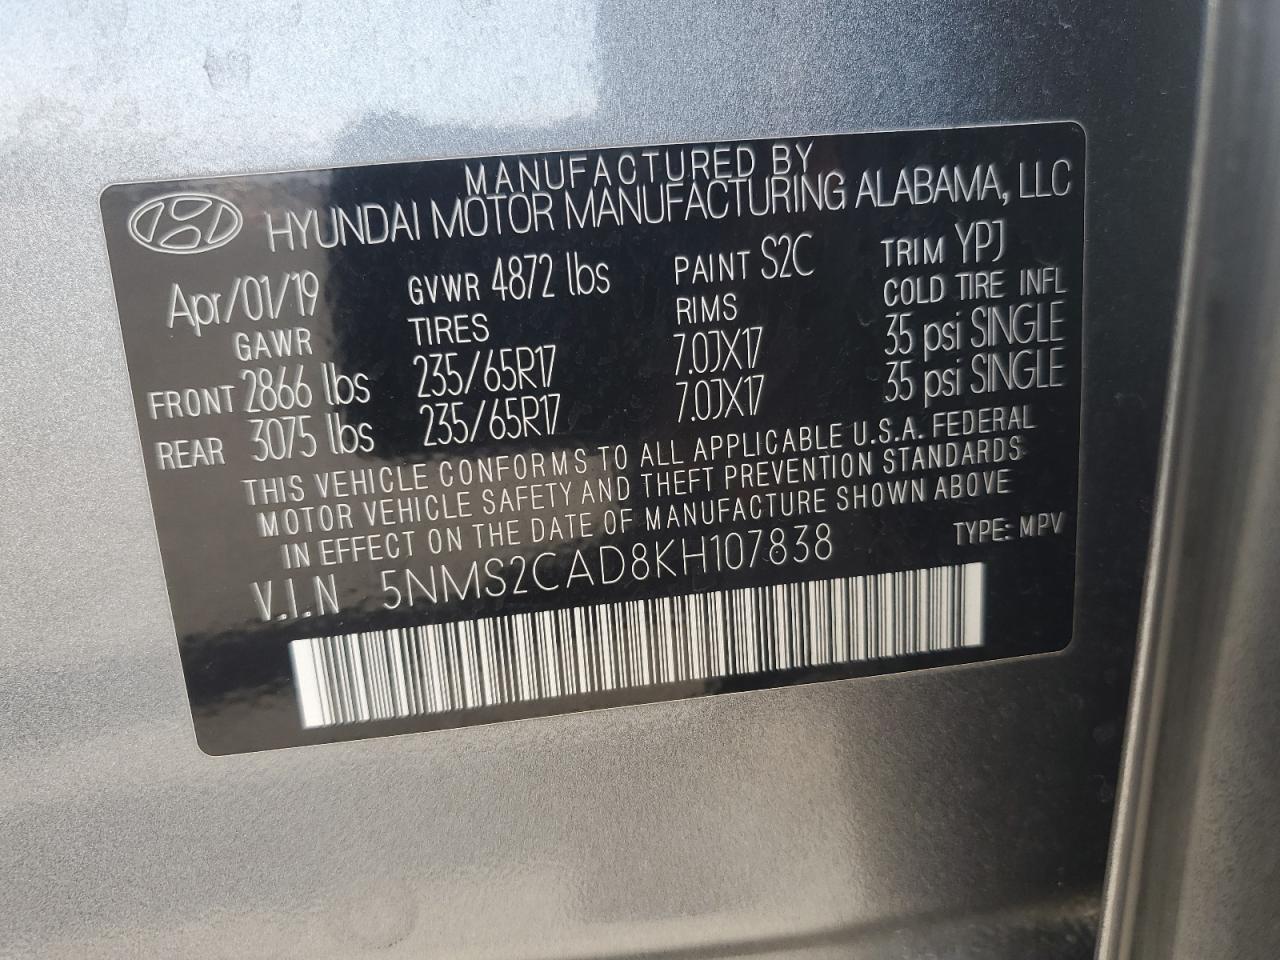 MANUFACTURED BY
HYUNDAI MOTOR MANUFACTURING ALABAMA, LLC
Apr/01/19 GVWR 4872 lbs PAINT S2C TRIM YPJ
GAWR TIRES RIMS COLD TIRE INFL
FRONT 2866 lbs 235/65R17 7.0JX17 35 psi SINGLE
REAR 3075 lbs 235/65R17 7.0JX17 35 psi SINGLE
THIS VEHICLE CONFORMS TO ALL APPLICABLE U.S.A. FEDERAL
MOTOR VEHICLE SAFETY AND THEFT PREVENTION STANDARDS
IN EFFECT ON THE DATE OF MANUFACTURE SHOWN ABOVE
V.I.N 5NMS2CAD8KH107838 TYPE: MPV